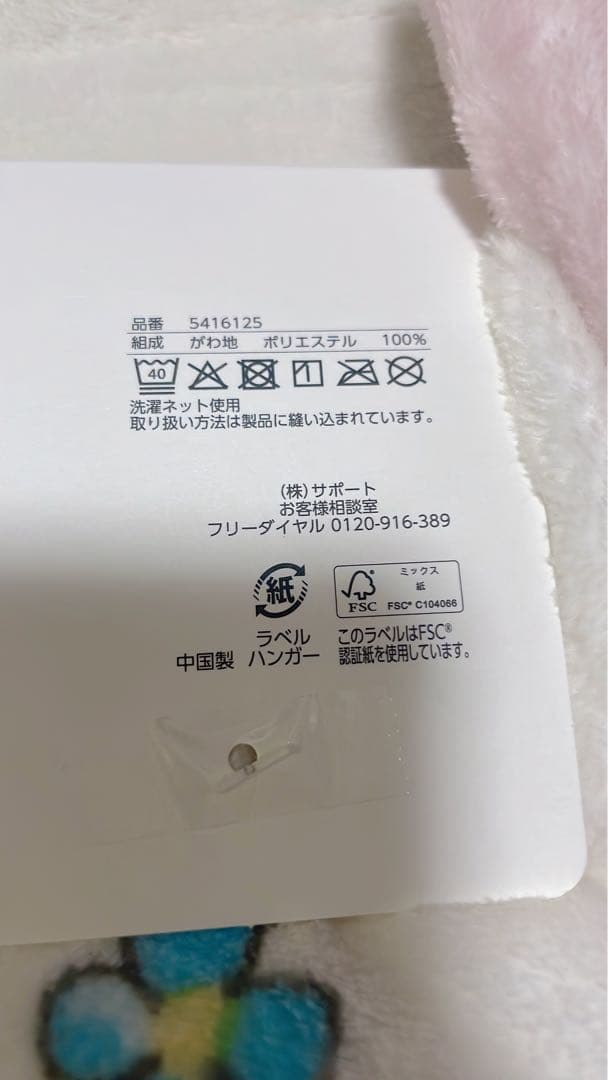 品番 5416125
組成 がわ地 ポリエステル 100%
40
洗濯ネット使用
取り扱い方法は製品に縫い込まれています。
(株)サポート
お客様相談室
フリーダイヤル 0120-916-389
紙
ラベル
ハンガー
中国製
FSC
ミックス
紙
FSC® C104066
このラベルはFSC®
認証紙を使用しています。